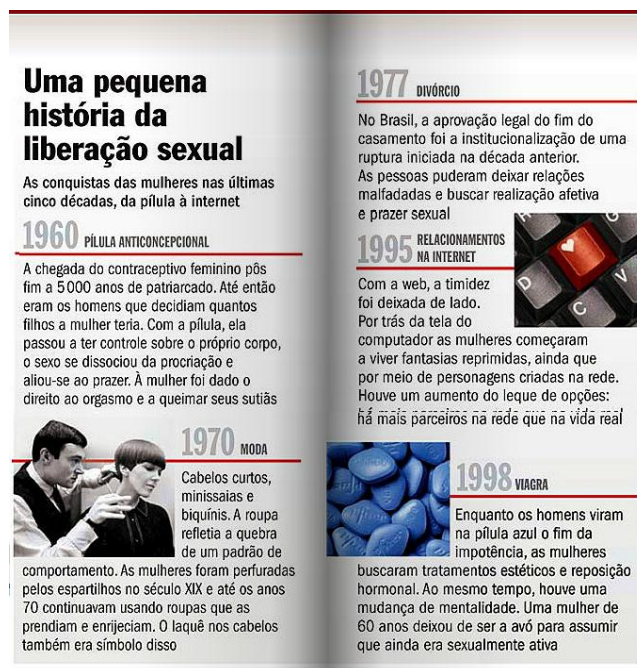 Uma pequena
história da
liberação sexual
As conquistas das mulheres nas últimas
cinco décadas, da pílula à internet
1960 PÍLULA ANTICONCEPCIONAL
A chegada do contraceptivo feminino pôs
fim a 5000 anos de patriarcado. Até então
eram os homens que decidiam quantos
filhos a mulher teria. Com a pílula, ela
passou a ter controle sobre o próprio corpo,
o sexo se dissociou da procriação e
aliou-se ao prazer. À mulher foi dado o
direito ao orgasmo e a queimar seus sutiãs
1970 MODA
Cabelos curtos,
minissaias e
biquínis. A roupa
refletia a quebra
de um padrão de
comportamento. As mulheres foram perfuradas
pelos espartilhos no século XIX e até os anos
70 continuavam usando roupas que as
prendiam e enrijeciam. O laquê nos cabelos
também era símbolo disso
1977 DIVÓRCIO
No Brasil, a aprovação legal do fim do
casamento foi a institucionalização de uma
ruptura iniciada na década anterior.
As pessoas puderam deixar relações
malfadadas e buscar realização afetiva
e prazer sexual
1995 RELACIONAMENTOS
NA INTERNET
Com a web, a timidez
foi deixada de lado.
Por trás da tela do
computador as mulheres começaram
a viver fantasias reprimidas, ainda que
por meio de personagens criadas na rede.
Houve um aumento do leque de opções:
há mais parceiros na rede que na vida real
D
C
V
G
1998 VIAGRA
Enquanto os homens viram
na pílula azul o fim da
impotência, as mulheres
buscaram tratamentos estéticos e reposição
hormonal. Ao mesmo tempo, houve uma
mudança de mentalidade. Uma mulher de
60 anos deixou de ser a avó para assumir
que ainda era sexualmente ativa